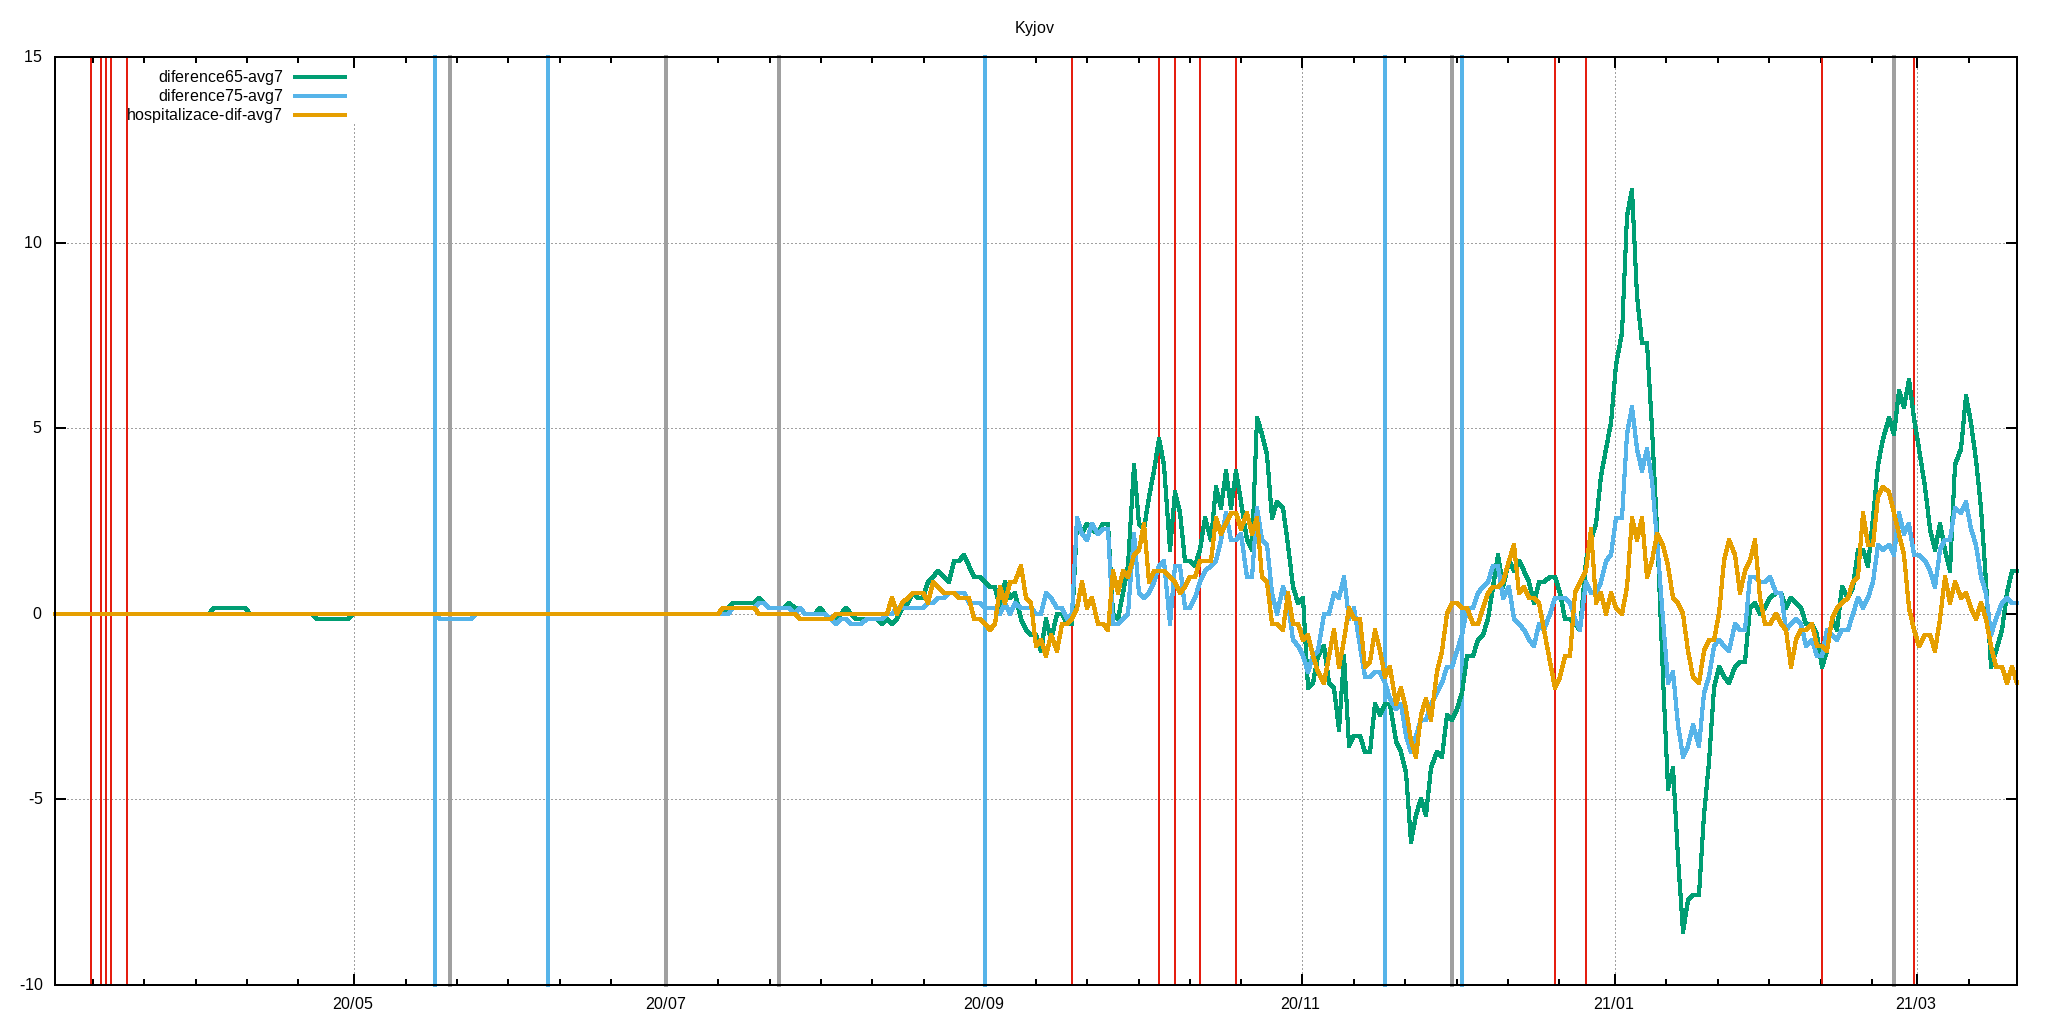 Kyjov
15
diference65-avg7
diference75-avg7
hospitalizace-dif-avg7
10
5
0
-5
-10
20/05 20/07 20/09 20/11 21/01 21/03